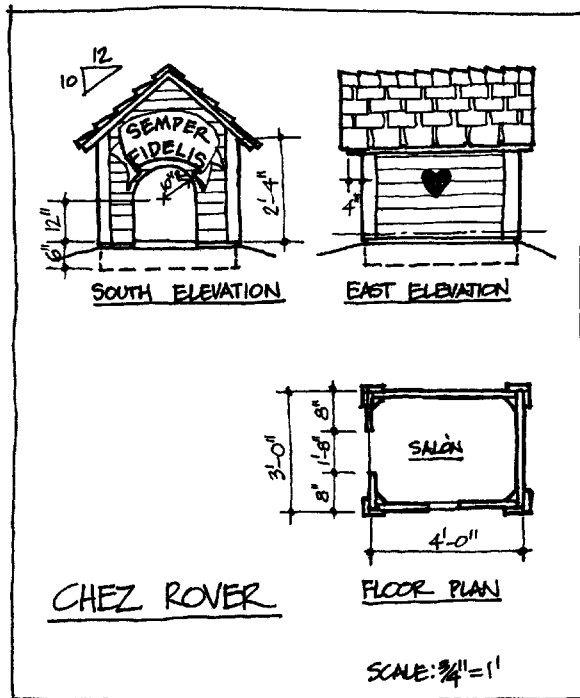 12
10
SEMPER
FIDELIS
6"R
2'-4"
12"
6"
SOUTH ELEVATION
4"
EAST ELEVATION
3'-0"
8"
1'-8"
8"
SALÓN
4'-0"
CHEZ ROVER
FLOOR PLAN
SCALE: 3/4"=1'